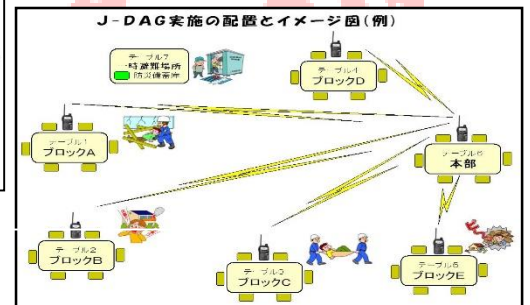 J-DAG実施の配置とイメージ図(例)
テーブル7
一時避難場所
防災備蓄庫
テーブル4
ブロックD
テーブル1
ブロックA
テーブル6
本部
テーブル2
ブロックB
テーブル3
ブロックC
テーブル5
ブロックE